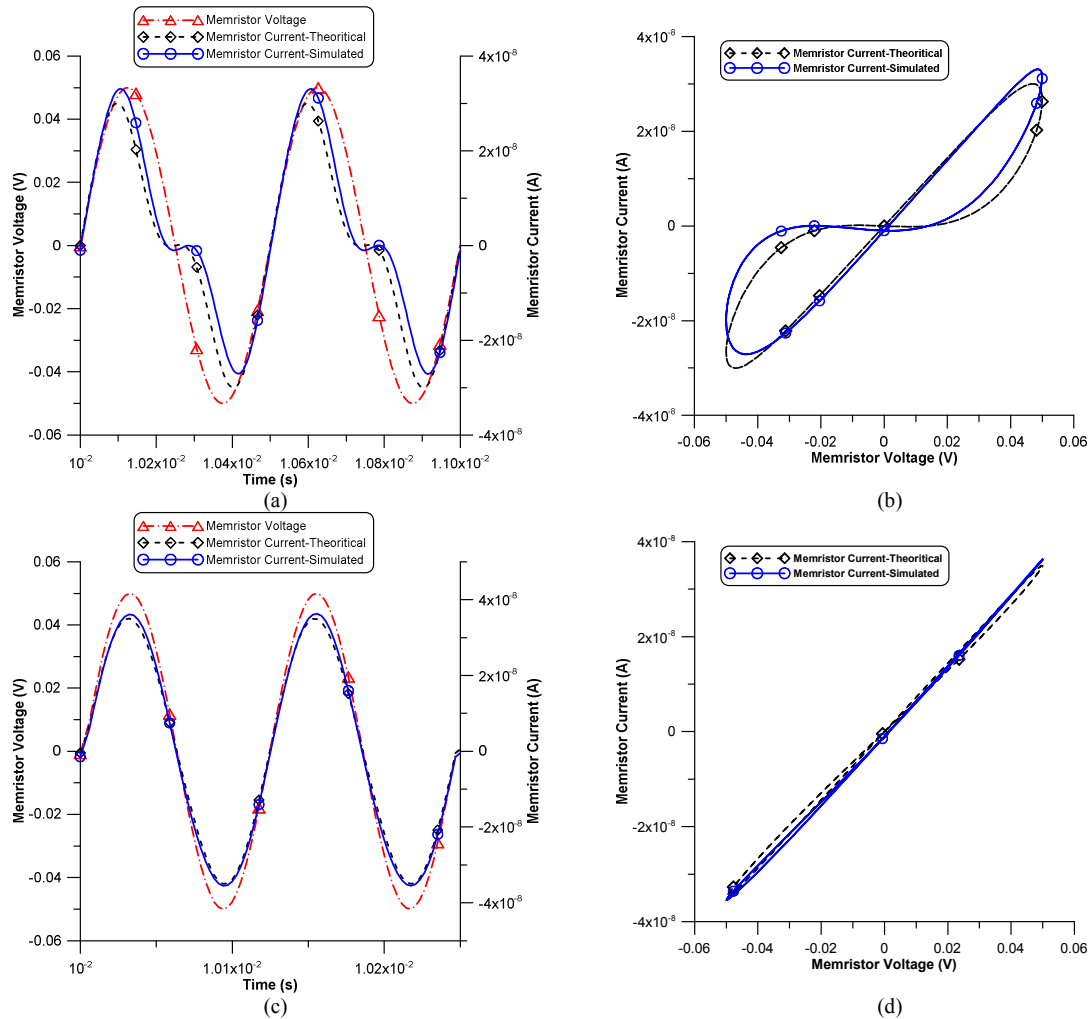 Memristor Voltage
Memristor Current-Theoritical
Memristor Current-Simulated
0.06
0.04
0.02
0
-0.02
-0.04
-0.06
Memristor Voltage (V)
4x10⁻⁸
2x10⁻⁸
0
-2x10⁻⁸
-4x10⁻⁸
Memristor Current (A)
10⁻² 1.02x10⁻² 1.04x10⁻² 1.06x10⁻² 1.08x10⁻² 1.10x10⁻²
Time (s)
(a)
Memristor Current-Theoritical
Memristor Current-Simulated
4x10⁻⁸
2x10⁻⁸
0
-2x10⁻⁸
-4x10⁻⁸
Memristor Current (A)
-0.06 -0.04 -0.02 0 0.02 0.04 0.06
Memristor Voltage (V)
(b)
Memristor Voltage
Memristor Current-Theoritical
Memristor Current-Simulated
0.06
0.04
0.02
0
-0.02
-0.04
-0.06
Memristor Voltage (V)
4x10⁻⁸
2x10⁻⁸
0
-2x10⁻⁸
-4x10⁻⁸
Memristor Current (A)
10⁻² 1.01x10⁻² 1.02x10⁻²
Time (s)
(c)
Memristor Current-Theoritical
Memristor Current-Simulated
4x10⁻⁸
2x10⁻⁸
0
-2x10⁻⁸
-4x10⁻⁸
Memristor Current (A)
-0.06 -0.04 -0.02 0 0.02 0.04 0.06
Memristor Voltage (V)
(d)